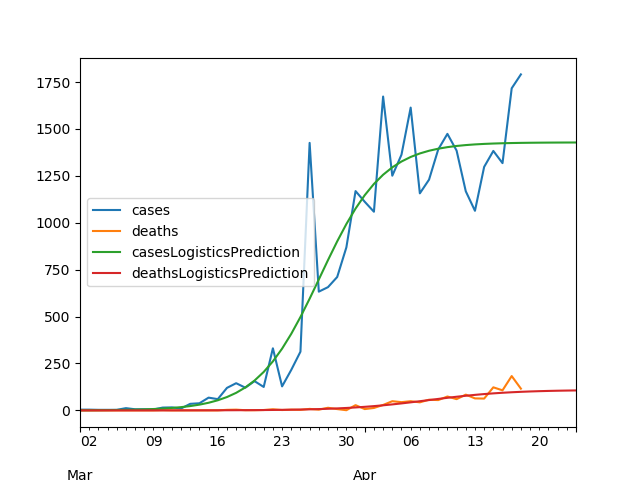 1750
1500
1250
1000
750
500
250
0
cases
deaths
casesLogisticsPrediction
deathsLogisticsPrediction
02 09 16 23 30 06 13 20
Mar Apr